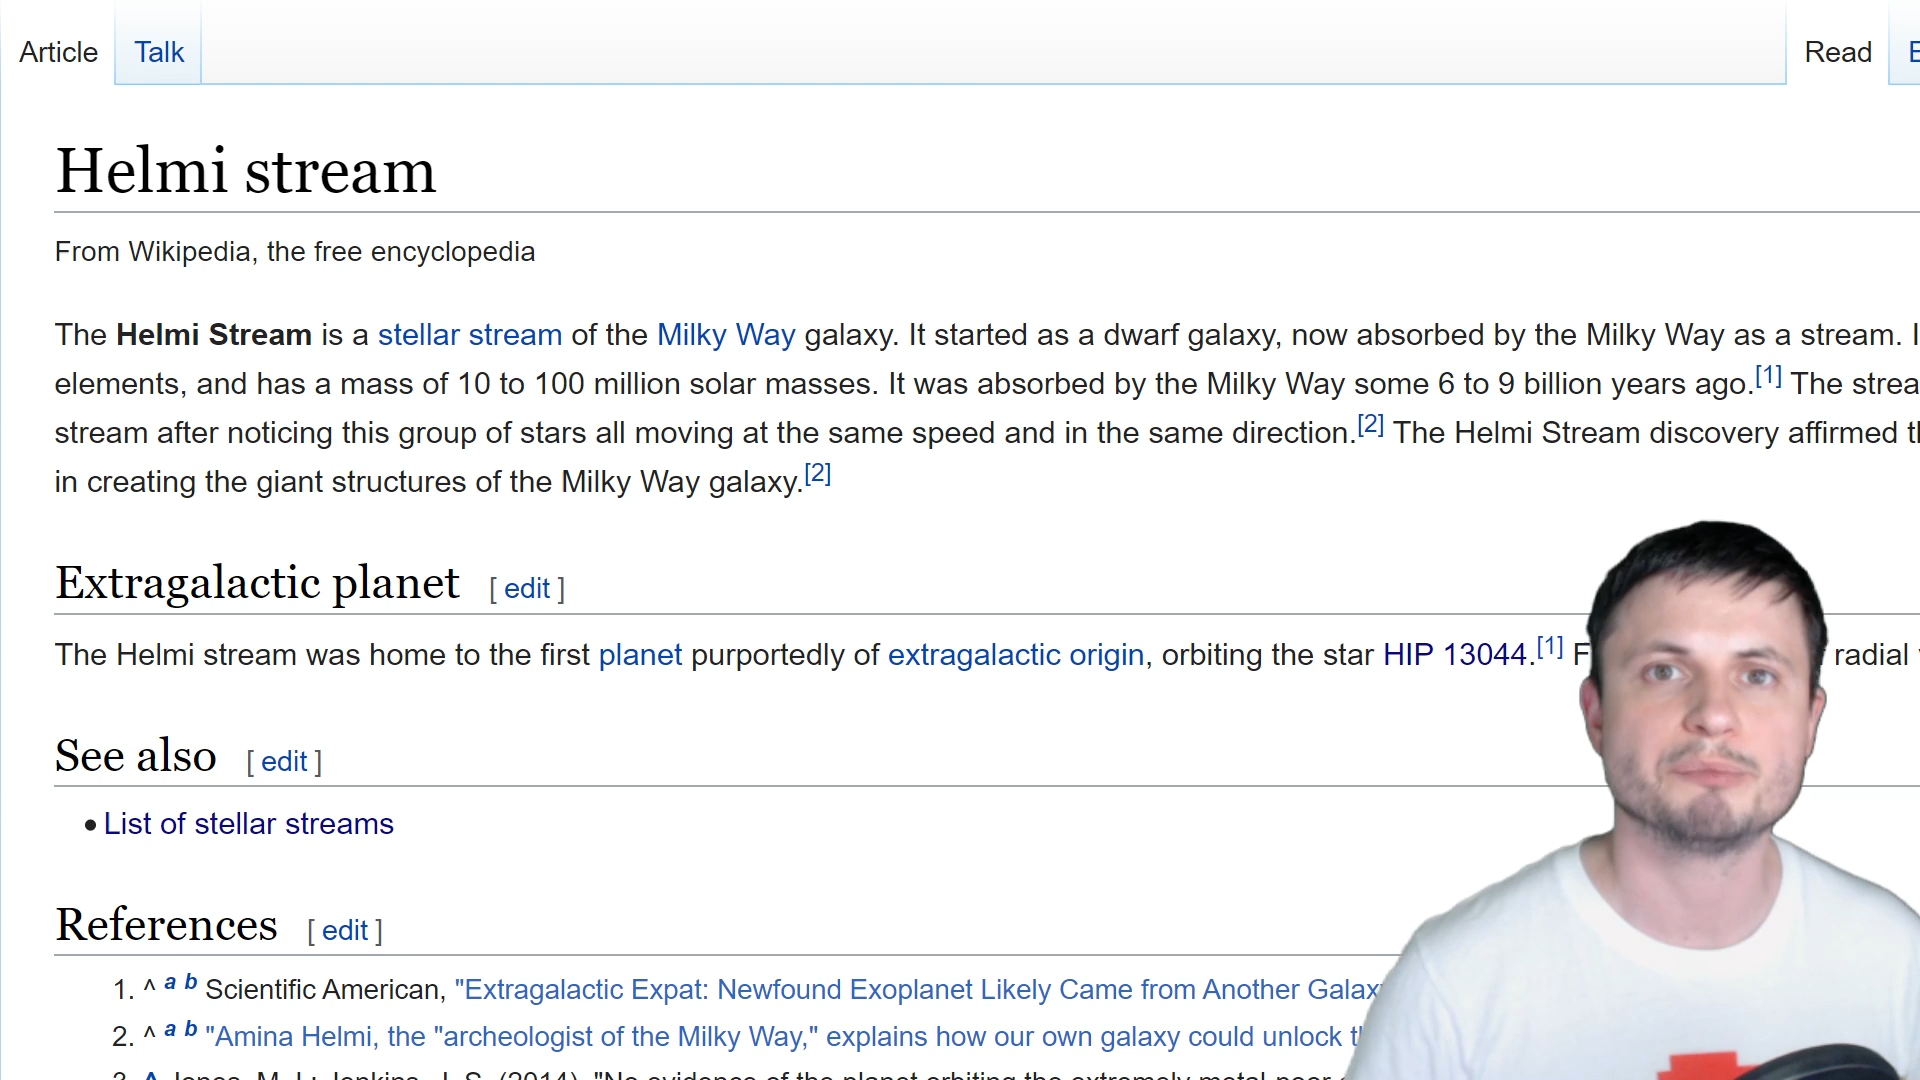 Article Talk Read
Helmi stream
From Wikipedia, the free encyclopedia
The Helmi Stream is a stellar stream of the Milky Way galaxy. It started as a dwarf galaxy, now absorbed by the Milky Way as a stream.
elements, and has a mass of 10 to 100 million solar masses. It was absorbed by the Milky Way some 6 to 9 billion years ago.[1] The
stream after noticing this group of stars all moving at the same speed and in the same direction.[2] The Helmi Stream discovery affirmed
in creating the giant structures of the Milky Way galaxy.[2]
Extragalactic planet [ edit ]
The Helmi stream was home to the first planet purportedly of extragalactic origin, orbiting the star HIP 13044.[1] radial
See also [ edit ]
• List of stellar streams
References [ edit ]
1. ^ a b Scientific American, "Extragalactic Expat: Newfound Exoplanet Likely Came from Another
2. ^ a b "Amina Helmi, the "archeologist of the Milky Way," explains how our own galaxy could unlock